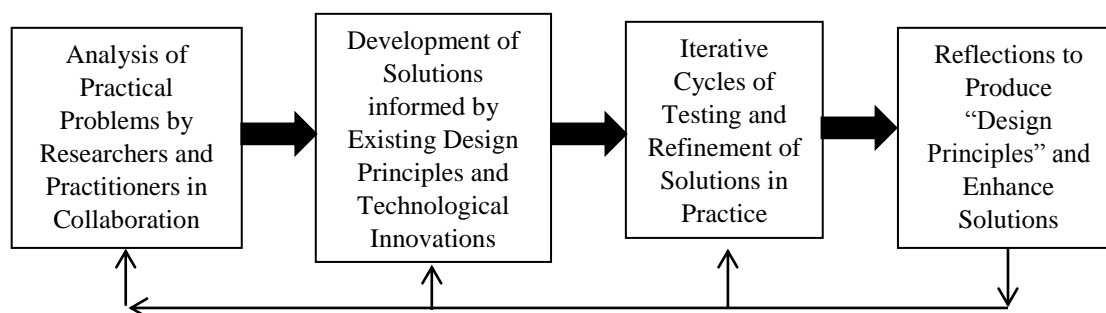 Analysis of
Practical
Problems by
Researchers and
Practitioners in
Collaboration
Development of
Solutions
informed by
Existing Design
Principles and
Technological
Innovations
Iterative
Cycles of
Testing and
Refinement of
Solutions in
Practice
Reflections to
Produce
“Design
Principles” and
Enhance
Solutions